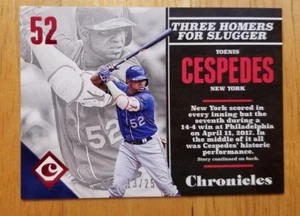 52
THREE HOMERS
FOR SLUGGER
YOENIS
CESPEDES
NEW YORK
New York scored in
every inning but the
seventh during a
14-4 win at Philadelphia
on April 11, 2017. In
the middle of it all
was Cespedes' historic
performance.
Story continued on back.
52
52
C
Chronicles